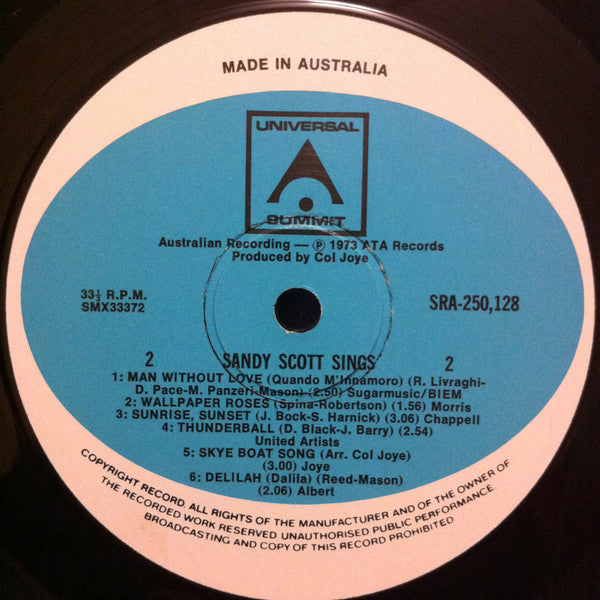 MADE IN AUSTRALIA
UNIVERSAL
SUMMIT
Australian Recording — ℗ 1973 ATA Records
Produced by Col Joye
33⅓ R.P.M.
SMX33372
SRA-250,128
2 SANDY SCOTT SINGS 2
1: MAN WITHOUT LOVE (Quando M'Innamoro) (R. Livraghi-
D. Pace-M. Panzeri-Mason) (2.50) Sugarmusic/BIEM
2: WALLPAPER ROSES (Spina-Robertson) (1.56) Morris
3: SUNRISE, SUNSET (J. Bock-S. Harnick) (3.06) Chappell
4: THUNDERBALL (D. Black-J. Barry) (2.54)
United Artists
5: SKYE BOAT SONG (Arr. Col Joye)
(3.00) Joye
6: DELILAH (Dalila) (Reed-Mason)
(2.06) Albert
COPYRIGHT RECORD. ALL RIGHTS OF THE MANUFACTURER AND OF THE OWNER OF
THE RECORDED WORK RESERVED. UNAUTHORISED PUBLIC PERFORMANCE,
BROADCASTING AND COPY OF THIS RECORD PROHIBITED